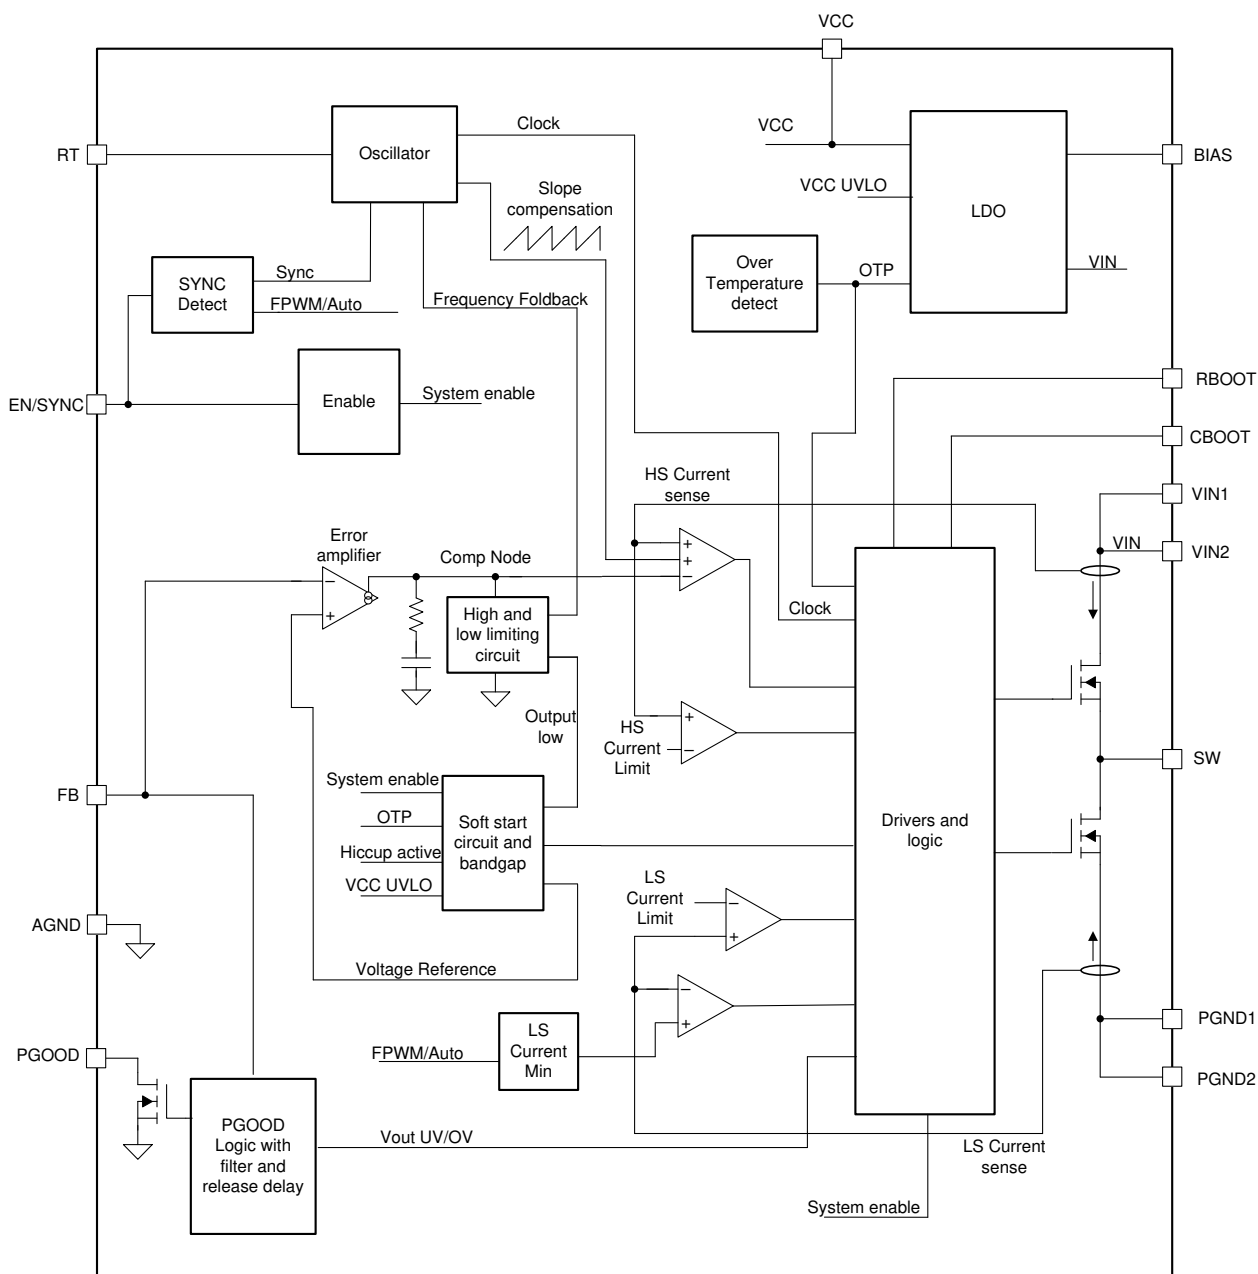 VCC
RT
Oscillator
Clock
VCC
BIAS
Slope
compensation
VCC UVLO
LDO
SYNC
Detect
Sync
FPWM/Auto
Frequency Foldback
Over
Temperature
detect
OTP
VIN
EN/SYNC
Enable
System enable
RBOOT
CBOOT
HS Current
sense
VIN1
VIN
VIN2
Error
amplifier
Comp Node
−
+
+
+
−
High and
low limiting
circuit
Clock
Output
low
HS
Current
Limit
+
−
SW
FB
System enable
OTP
Hiccup active
VCC UVLO
Soft start
circuit and
bandgap
Drivers and
logic
LS
Current
Limit
−
+
AGND
Voltage Reference
−
+
LS
Current
Min
FPWM/Auto
PGND1
PGOOD
PGND2
PGOOD
Logic with
filter and
release delay
Vout UV/OV
LS Current
sense
System enable